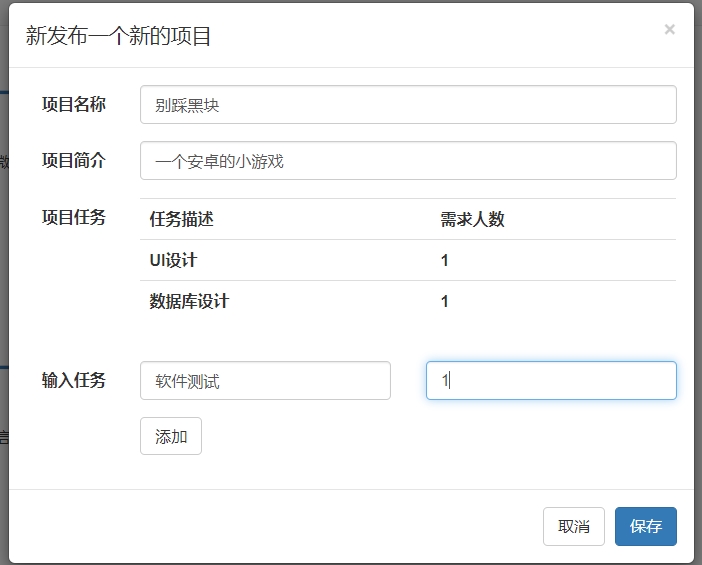 新发布一个新的项目
×
项目名称 别踩黑块
项目简介 一个安卓的小游戏
项目任务 任务描述 需求人数
UI设计 1
数据库设计 1
输入任务 软件测试 1
添加
取消 保存
微
信